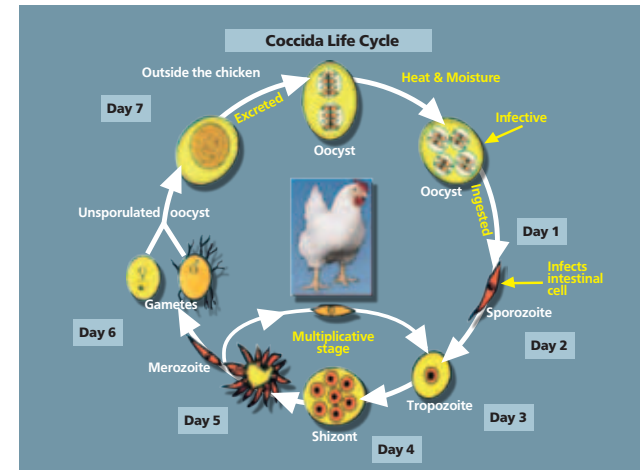 Coccida Life Cycle
Outside the chicken
Heat & Moisture
Day 7
Excreted
Infective
Oocyst
Oocyst
Ingested
Unsporulated oocyst
Day 1
Infects
intestinal
cell
Gametes
Sporozoite
Day 6
Multiplicative
stage
Day 2
Merozoite
Tropozoite
Day 3
Day 5
Shizont
Day 4